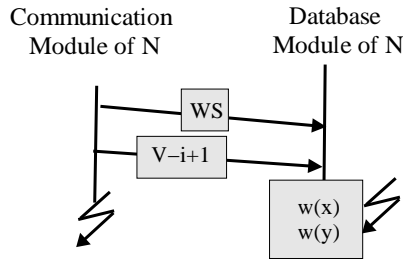 Communication
Module of N
Database
Module of N
WS
V−i+1
w(x)
w(y)